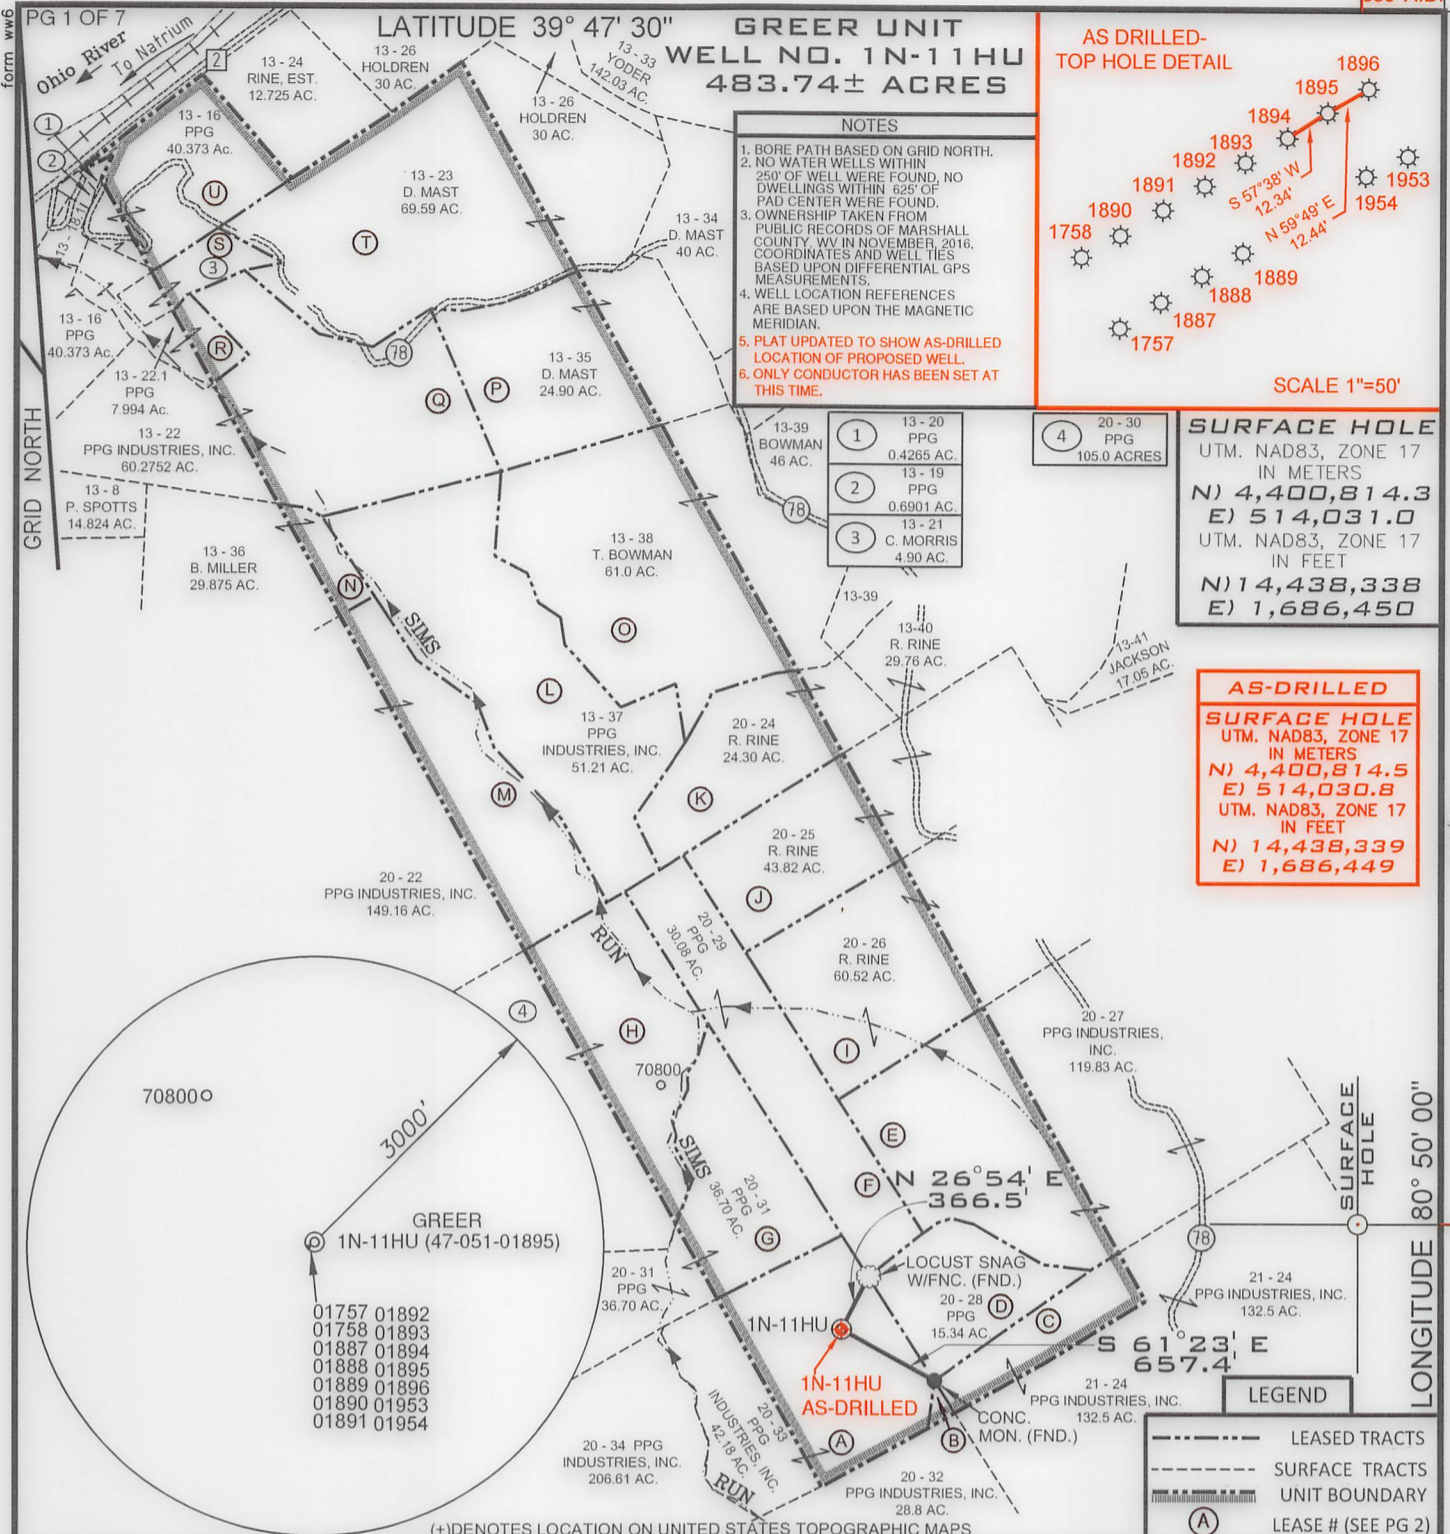 form ww6
PG 1 OF 7
LATITUDE 39° 47' 30"
GREER UNIT
WELL NO. 1N-11HU
483.74± ACRES
Ohio River
To Natrium
2
1
2
13 - 24
RINE, EST.
12.725 AC.
13 - 26
HOLDREN
30 AC.
13 - 33
YODER
142.03 AC.
13 - 26
HOLDREN
30 AC.
13 - 16
PPG
40.373 Ac.
13 - 23
D. MAST
69.59 AC.
13 - 34
D. MAST
40 AC.
U
S
3
T
R
13 - 16
PPG
40.373 Ac.
13 - 22.1
PPG
7.994 Ac.
13 - 22
PPG INDUSTRIES, INC.
60.2752 AC.
13 - 8
P. SPOTTS
14.824 AC.
13 - 36
B. MILLER
29.875 AC.
78
Q
P
13 - 35
D. MAST
24.90 AC.
GRID NORTH
NOTES
1. BORE PATH BASED ON GRID NORTH.
2. NO WATER WELLS WITHIN
250' OF WELL WERE FOUND, NO
DWELLINGS WITHIN 625' OF
PAD CENTER WERE FOUND.
3. OWNERSHIP TAKEN FROM
PUBLIC RECORDS OF MARSHALL
COUNTY, WV IN NOVEMBER, 2016.
COORDINATES AND WELL TIES
BASED UPON DIFFERENTIAL GPS
MEASUREMENTS.
4. WELL LOCATION REFERENCES
ARE BASED UPON THE MAGNETIC
MERIDIAN.
5. PLAT UPDATED TO SHOW AS-DRILLED
LOCATION OF PROPOSED WELL.
6. ONLY CONDUCTOR HAS BEEN SET AT
THIS TIME.
AS DRILLED-
TOP HOLE DETAIL
1896
1895
1894
1893
1892
1891
1890
1758
1953
1954
S 57°38' W
12.34'
N 59°49' E
12.44'
1889
1888
1887
1757
SCALE 1"=50'
13-39
BOWMAN
46 AC.
78
1
13 - 20
PPG
0.4265 AC.
2
13 - 19
PPG
0.6901 AC.
3
13 - 21
C. MORRIS
4.90 AC.
4
20 - 30
PPG
105.0 ACRES
SURFACE HOLE
UTM. NAD83, ZONE 17
IN METERS
N) 4,400,814.3
E) 514,031.0
UTM. NAD83, ZONE 17
IN FEET
N)14,438,338
E) 1,686,450
AS-DRILLED
SURFACE HOLE
UTM. NAD83, ZONE 17
IN METERS
N) 4,400,814.5
E) 514,030.8
UTM. NAD83, ZONE 17
IN FEET
N) 14,438,339
E) 1,686,449
N
SIMS
13 - 38
T. BOWMAN
61.0 AC.
O
13-39
13-40
R. RINE
29.76 AC.
13-41
JACKSON
17.05 AC.
L
13 - 37
PPG
INDUSTRIES, INC.
51.21 AC.
20 - 24
R. RINE
24.30 AC.
M
K
20 - 25
R. RINE
43.82 AC.
J
20 - 22
PPG INDUSTRIES, INC.
149.16 AC.
RUN
20 - 29
PPG
30.08 AC.
20 - 26
R. RINE
60.52 AC.
4
H
I
20 - 27
PPG INDUSTRIES,
INC.
119.83 AC.
70800
70800
3000'
GREER
1N-11HU (47-051-01895)
01757 01892
01758 01893
01887 01894
01888 01895
01889 01896
01890 01953
01891 01954
SIMS
E
F
N 26°54' E
366.5'
20 - 31
PPG
36.70 AC.
G
20 - 31
PPG
36.70 AC.
LOCUST SNAG
W/FNC. (FND.)
20 - 28
PPG
15.34 AC.
D
C
1N-11HU
1N-11HU
AS-DRILLED
S 61°23' E
657.4'
78
21 - 24
PPG INDUSTRIES, INC.
132.5 AC.
21 - 24
PPG INDUSTRIES, INC.
132.5 AC.
CONC.
MON. (FND.)
A
B
20 - 33
PPG
INDUSTRIES, INC.
42.18 AC.
RUN
20 - 34 PPG
INDUSTRIES, INC.
206.61 AC.
20 - 32
PPG INDUSTRIES, INC.
28.8 AC.
SURFACE
HOLE
LONGITUDE 80° 50' 00"
LEGEND
LEASED TRACTS
SURFACE TRACTS
UNIT BOUNDARY
A
LEASE # (SEE PG 2)
(+)DENOTES LOCATION ON UNITED STATES TOPOGRAPHIC MAPS